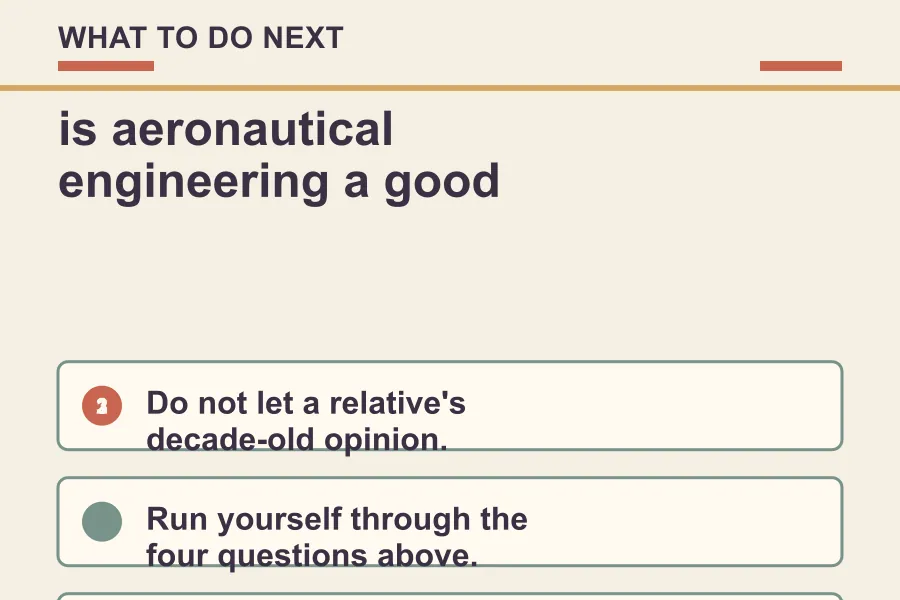 WHAT TO DO NEXT
is aeronautical
engineering a good
Do not let a relative's
decade-old opinion.
Run yourself through the
four questions above.